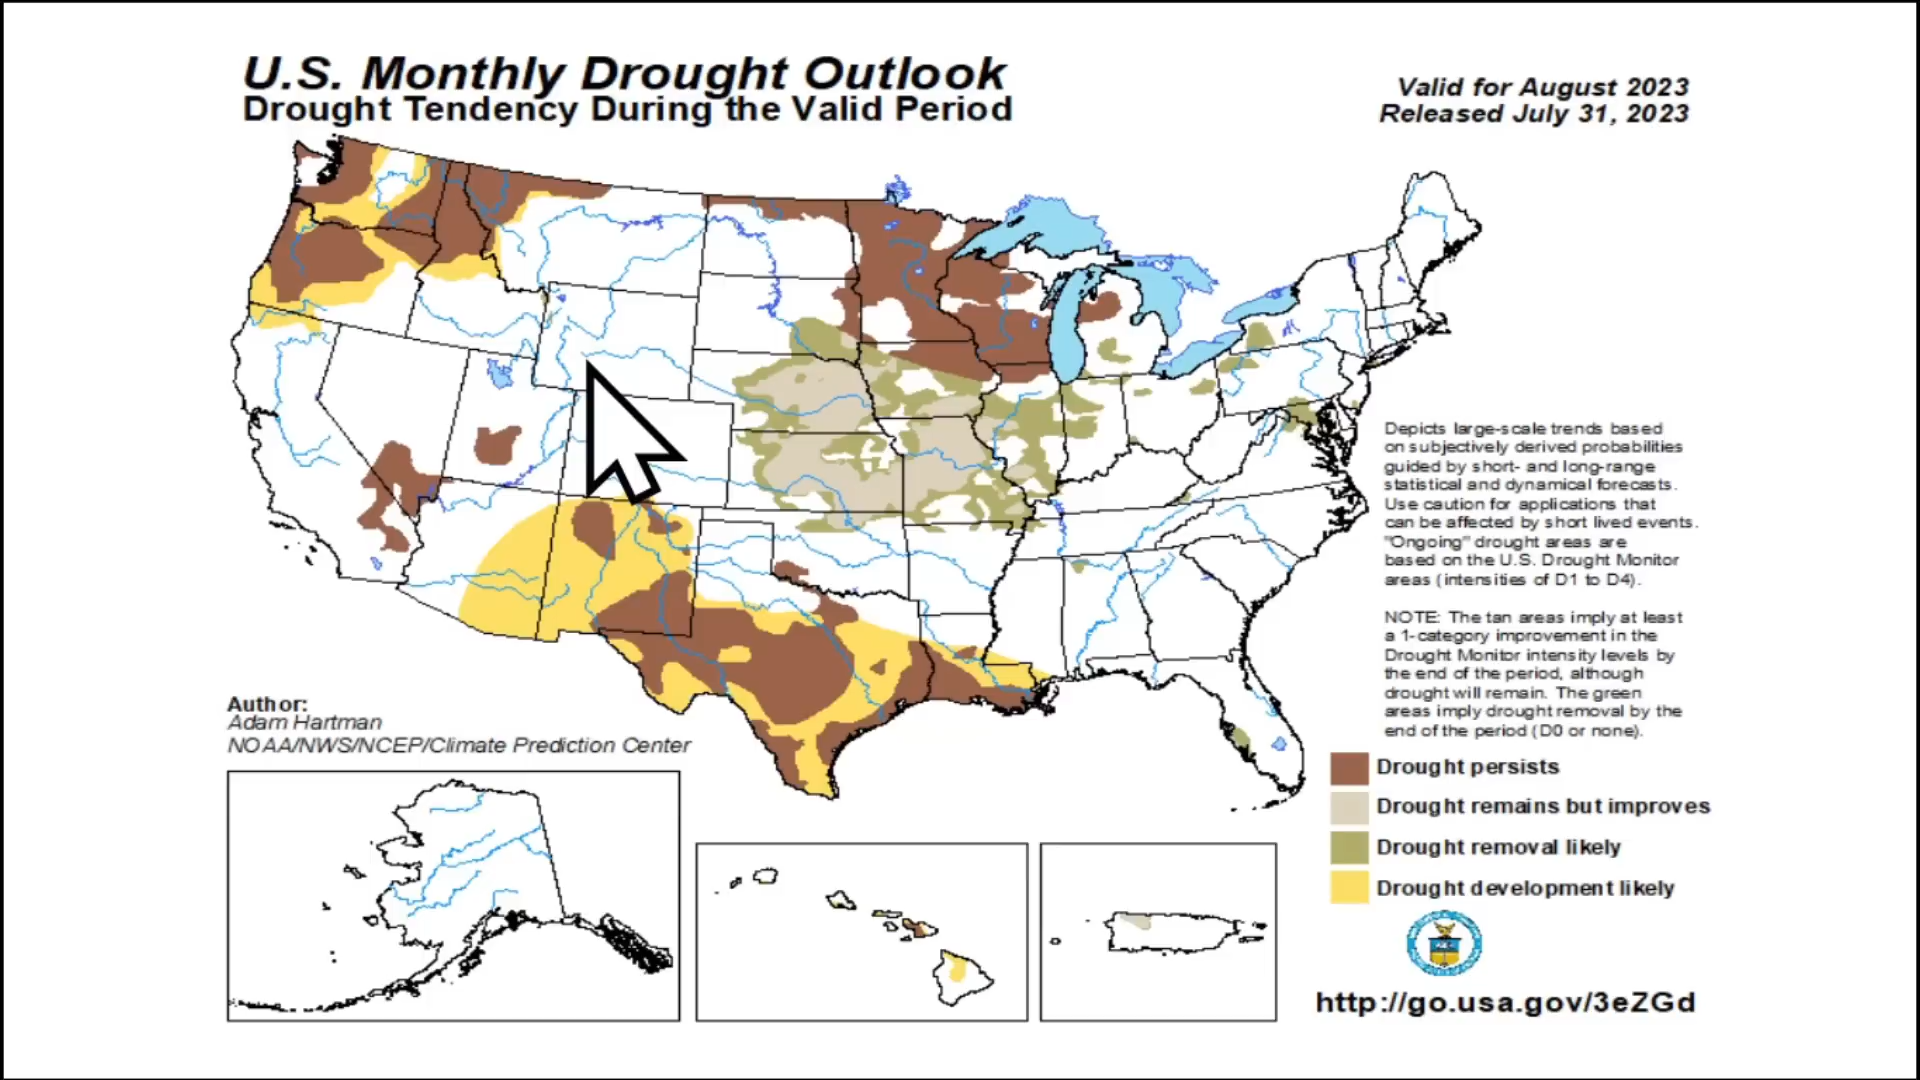 U.S. Monthly Drought Outlook
Drought Tendency During the Valid Period
Valid for August 2023
Released July 31, 2023
Depicts large-scale trends based
on subjectively derived probabilities
guided by short- and long-range
statistical and dynamical forecasts.
Use caution for applications that
can be affected by short lived events.
"Ongoing" drought areas are
based on the U.S. Drought Monitor
areas (intensities of D1 to D4).
NOTE: The tan areas imply at least
a 1-category improvement in the
Drought Monitor intensity levels by
the end of the period, although
drought will remain. The green
areas imply drought removal by the
end of the period (D0 or none).
Author:
Adam Hartman
NOAA/NWS/NCEP/Climate Prediction Center
Drought persists
Drought remains but improves
Drought removal likely
Drought development likely
http://go.usa.gov/3eZGd